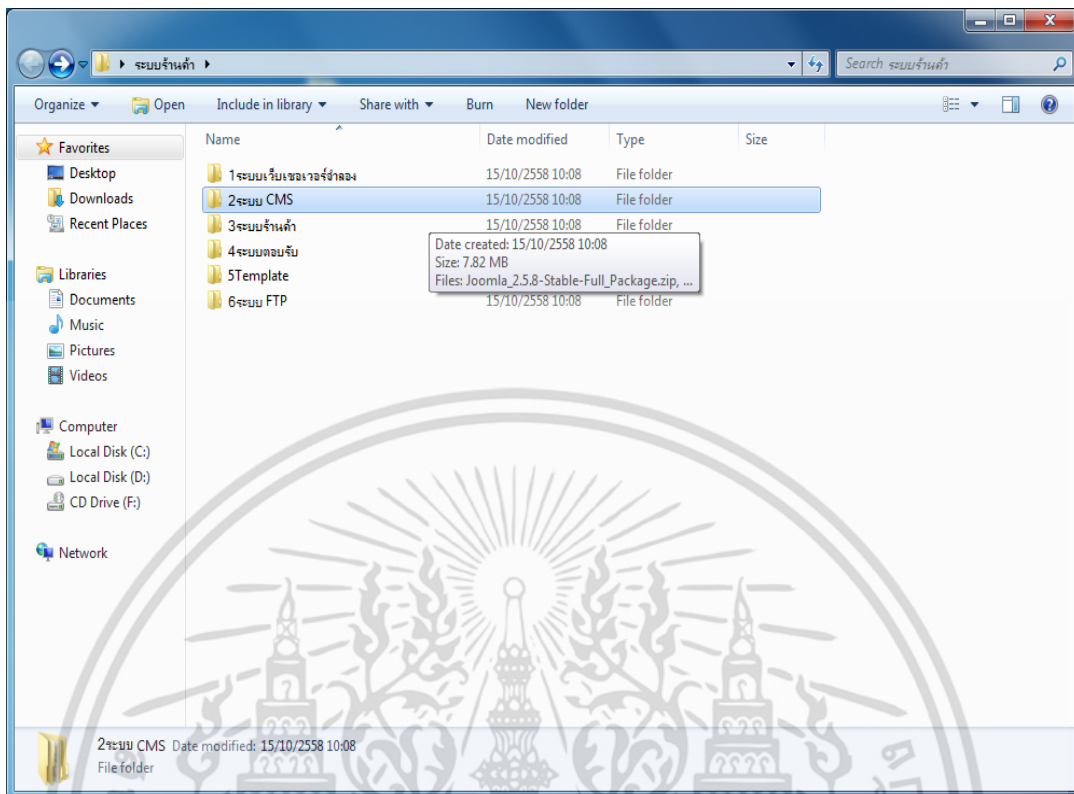 ระบบร้านค้า
Search ระบบร้านค้า
Organize Open Include in library Share with Burn New folder
Favorites
Desktop
Downloads
Recent Places
Libraries
Documents
Music
Pictures
Videos
Computer
Local Disk (C:)
Local Disk (D:)
CD Drive (F:)
Network
Name Date modified Type Size
1ระบบเว็บเซอเวอร์จำลอง 15/10/2558 10:08 File folder
2ระบบ CMS 15/10/2558 10:08 File folder
3ระบบร้านค้า 15/10/2558 10:08 File folder
4ระบบตอบรับ
5Template
6ระบบ FTP 15/10/2558 10:08 File folder
Date created: 15/10/2558 10:08
Size: 7.82 MB
Files: Joomla_2.5.8-Stable-Full_Package.zip, ...
2ระบบ CMS Date modified: 15/10/2558 10:08
File folder